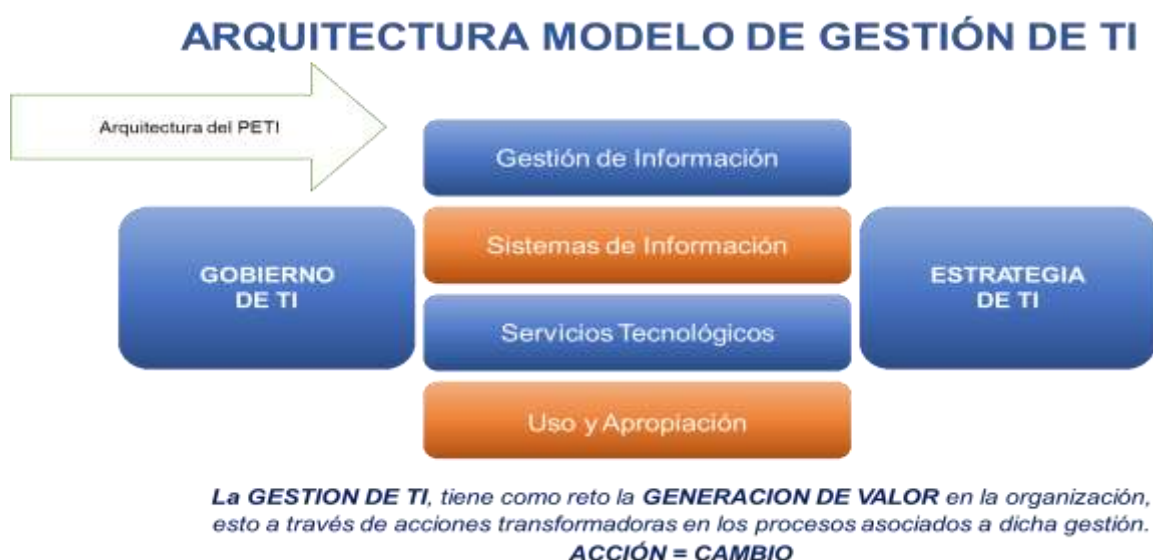 ARQUITECTURA MODELO DE GESTIÓN DE TI
Arquitectura del PETI
Gestión de Información
Sistemas de Información
GOBIERNO
DE TI
ESTRATEGIA
DE TI
Servicios Tecnológicos
Uso y Apropiación
La GESTION DE TI, tiene como reto la GENERACION DE VALOR en la organización,
esto a través de acciones transformadoras en los procesos asociados a dicha gestión.
ACCIÓN = CAMBIO